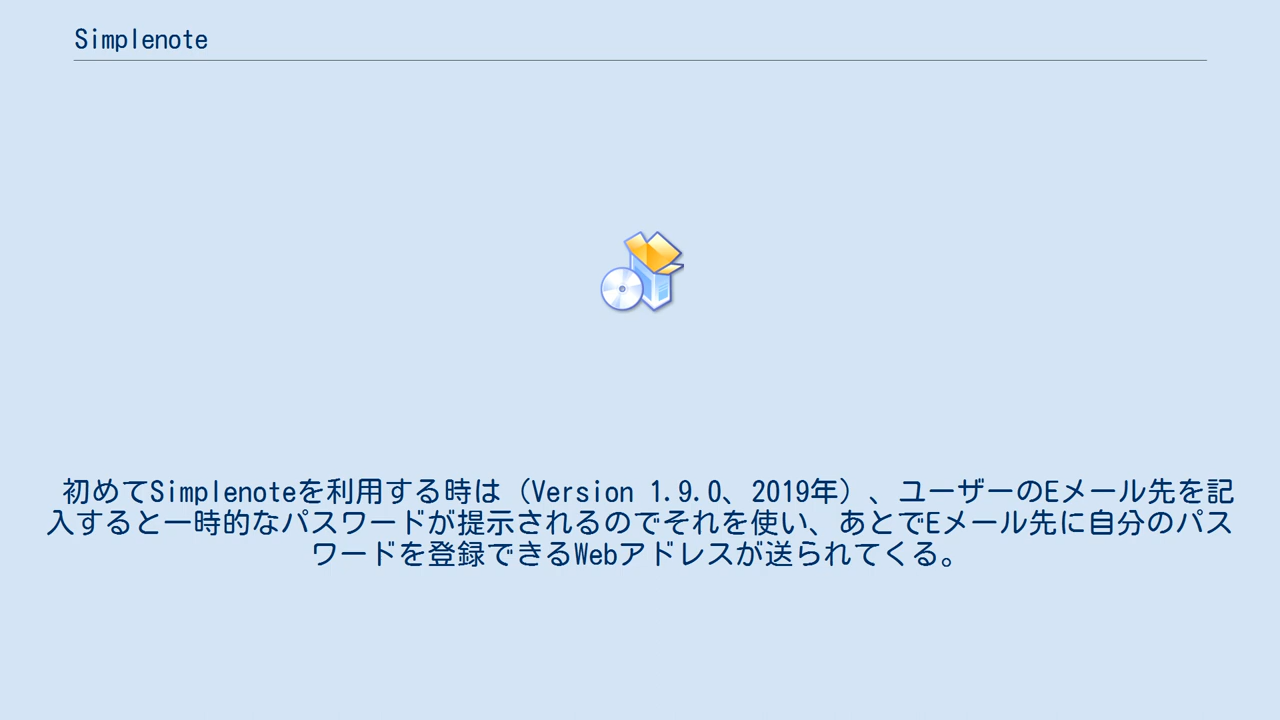 Simplenote
初めてSimplenoteを利用する時は（Version 1.9.0、2019年）、ユーザーのEメール先を記
入すると一時的なパスワードが提示されるのでそれを使い、あとでEメール先に自分のパス
ワードを登録できるWebアドレスが送られてくる。